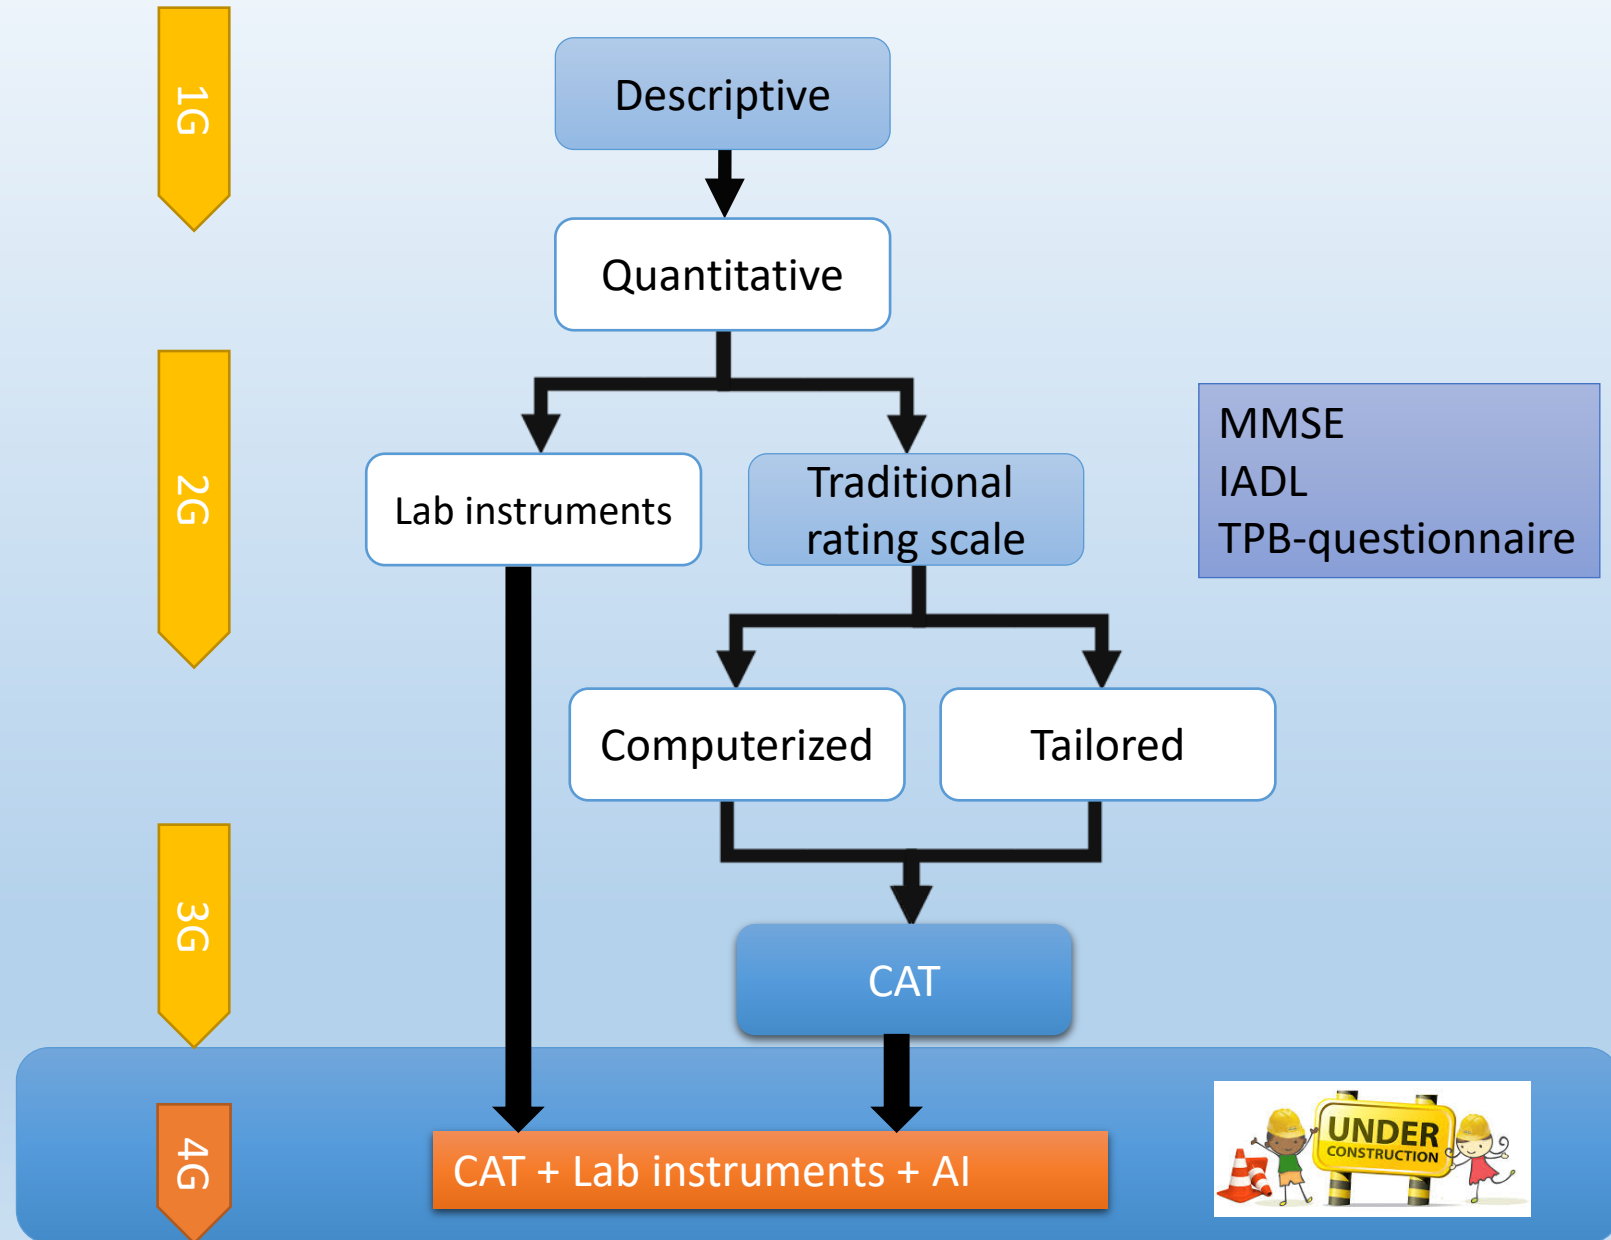 1G
Descriptive
Quantitative
2G
Lab instruments
Traditional
rating scale
MMSE
IADL
TPB-questionnaire
Computerized
Tailored
3G
CAT
4G
CAT + Lab instruments + AI
UNDER
CONSTRUCTION